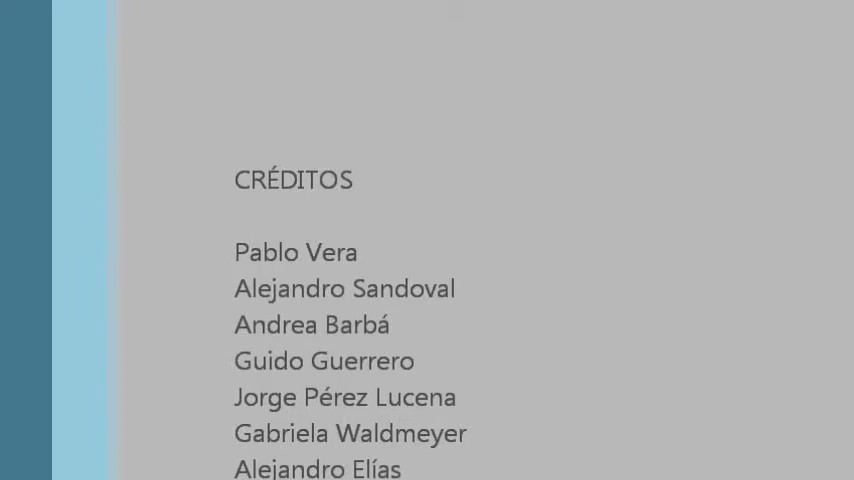 CRÉDITOS
Pablo Vera
Alejandro Sandoval
Andrea Barbá
Guido Guerrero
Jorge Pérez Lucena
Gabriela Waldmeyer
Alejandro Elías